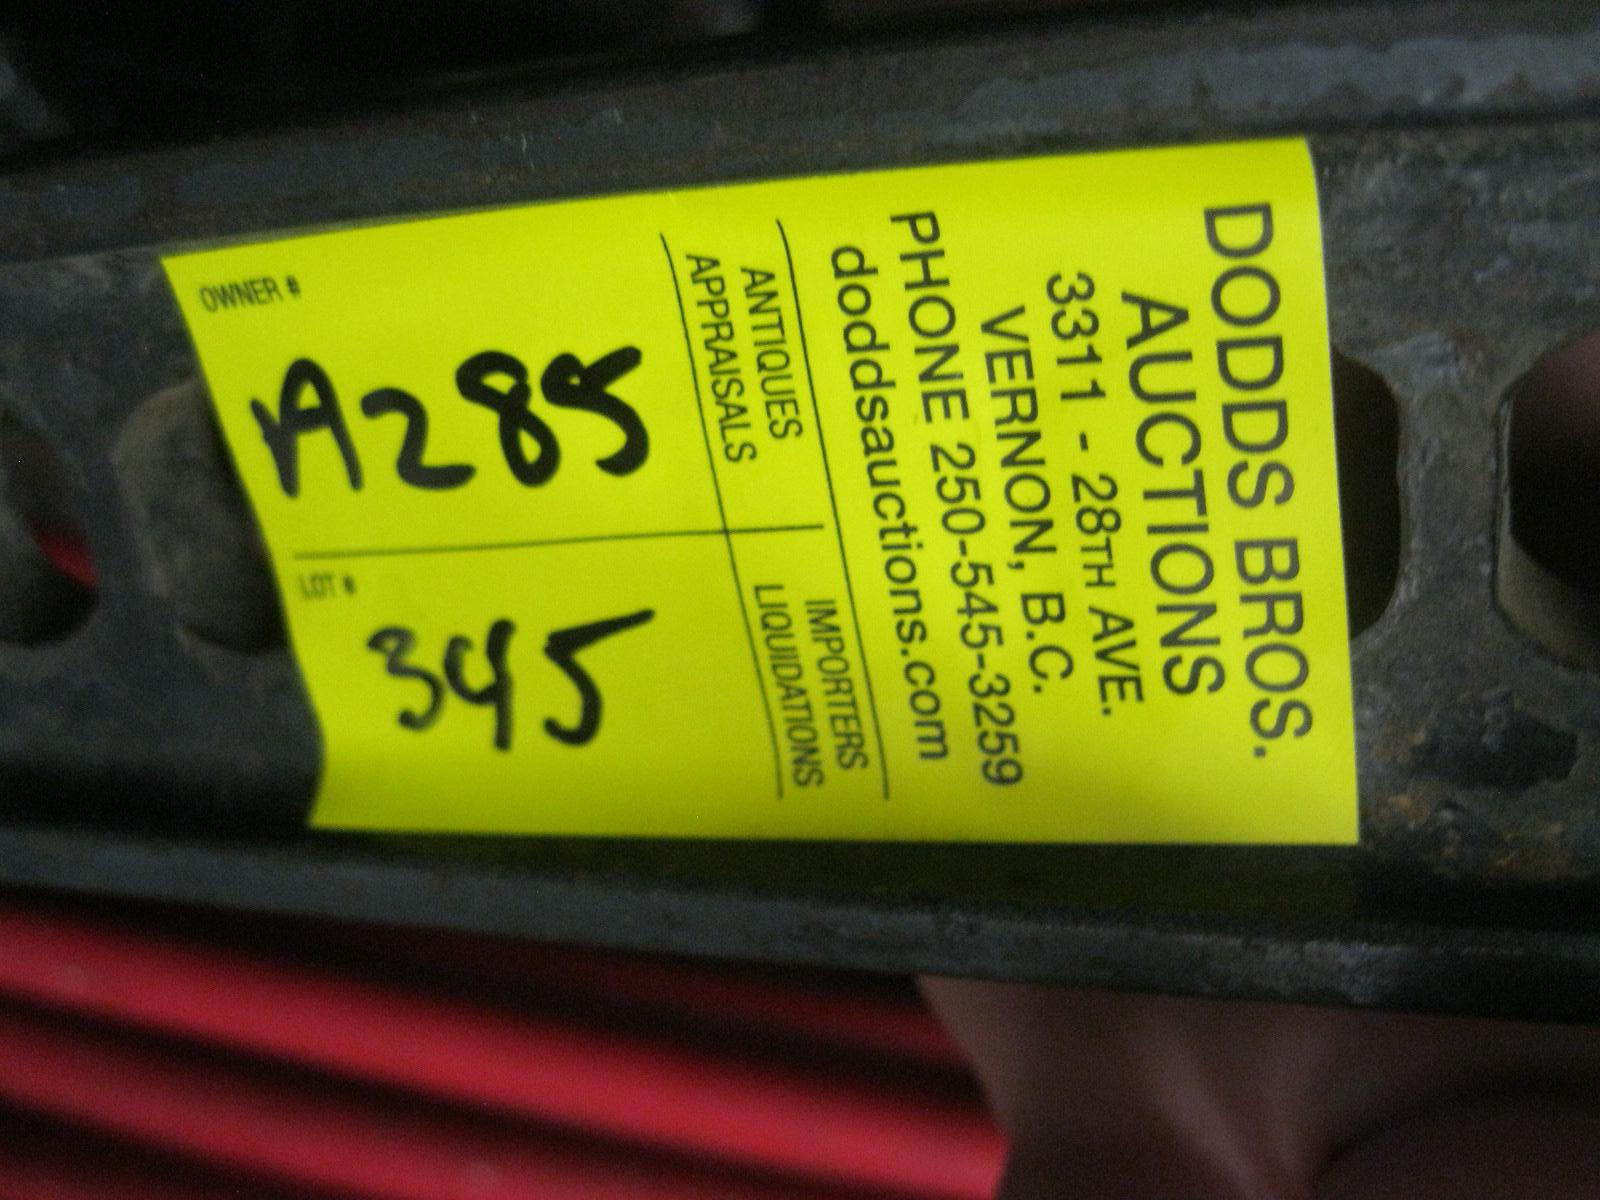 DODDS BROS.
AUCTIONS
3311 - 28TH AVE.
VERNON, B.C.
PHONE 250-545-3259
doddsauctions.com
ANTIQUES
APPRAISALS
IMPORTERS
LIQUIDATIONS
OWNER #
A285
LOT #
345